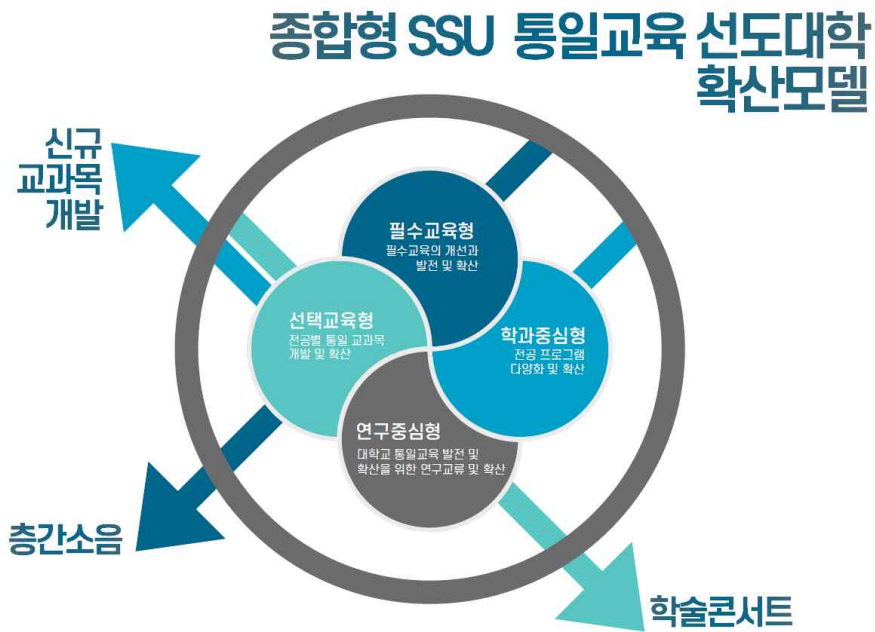 종합형 SSU 통일교육 선도대학
확산모델
신규
교과목
개발
필수교육형
필수교육의 개선과
발전 및 확산
선택교육형
전공별 통일 교과목
개발 및 확산
학과중심형
전공 프로그램
다양화 및 확산
연구중심형
대학교 통일교육 발전 및
확산을 위한 연구교류 및 확산
층간소음
학술콘서트